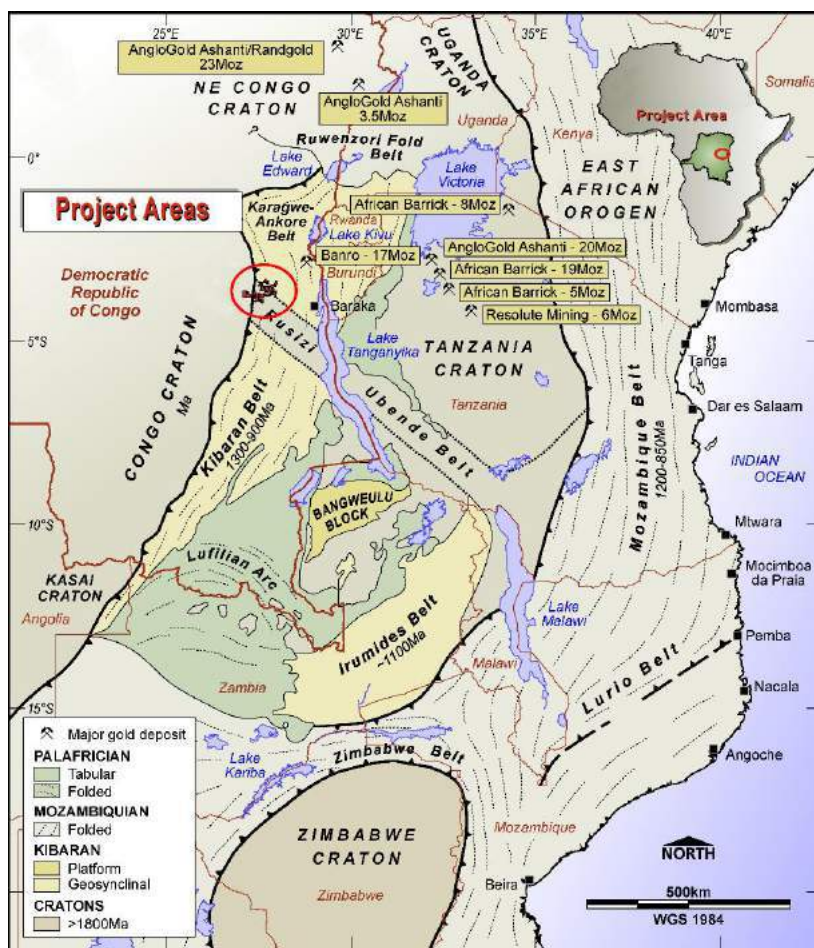 25°E
30°E
35°E
40°E
AngloGold Ashanti/Randgold
23Moz
NE CONGO
CRATON
UGANDA
CRATON
Somalia
AngloGold Ashanti
3.5Moz
Uganda
Kenya
Project Area
Ruwenzori Fold
Belt
0°
Lake
Edward
Lake
Victoria
EAST
AFRICAN
OROGEN
Project Areas
Karagwe-
Ankore
Belt
Rwanda
Lake Kivu
African Barrick - 8Moz
Banro - 17Moz
Burundi
AngloGold Ashanti - 20Moz
African Barrick - 19Moz
African Barrick - 5Moz
Resolute Mining - 6Moz
Democratic
Republic
of Congo
Baraka
Mombasa
Rusizi
5°S
Lake
Tanganyika
TANZANIA
CRATON
Tanzania
Tanga
Dar es Salaam
CONGO CRATON
Ma
Kibaran Belt
1300-900Ma
Ubende Belt
Mozambique Belt
1200-850Ma
INDIAN
OCEAN
BANGWEULU
BLOCK
10°S
Mtwara
Mocimboa
da Praia
Lufilian Arc
KASAI
CRATON
Angolia
Irumides Belt
~1100Ma
Lake
Malawi
Malawi
Pemba
Zambia
Lurio Belt
Nacala
15°S
Angoche
Lake
Kariba
Zimbabwe Belt
Major gold deposit
PALAFRICIAN
Tabular
Folded
MOZAMBIQUIAN
Folded
KIBARAN
Platform
Geosynclinal
CRATONS
>1800Ma
ZIMBABWE
CRATON
Zimbabwe
Mozambique
Beira
NORTH
500km
WGS 1984